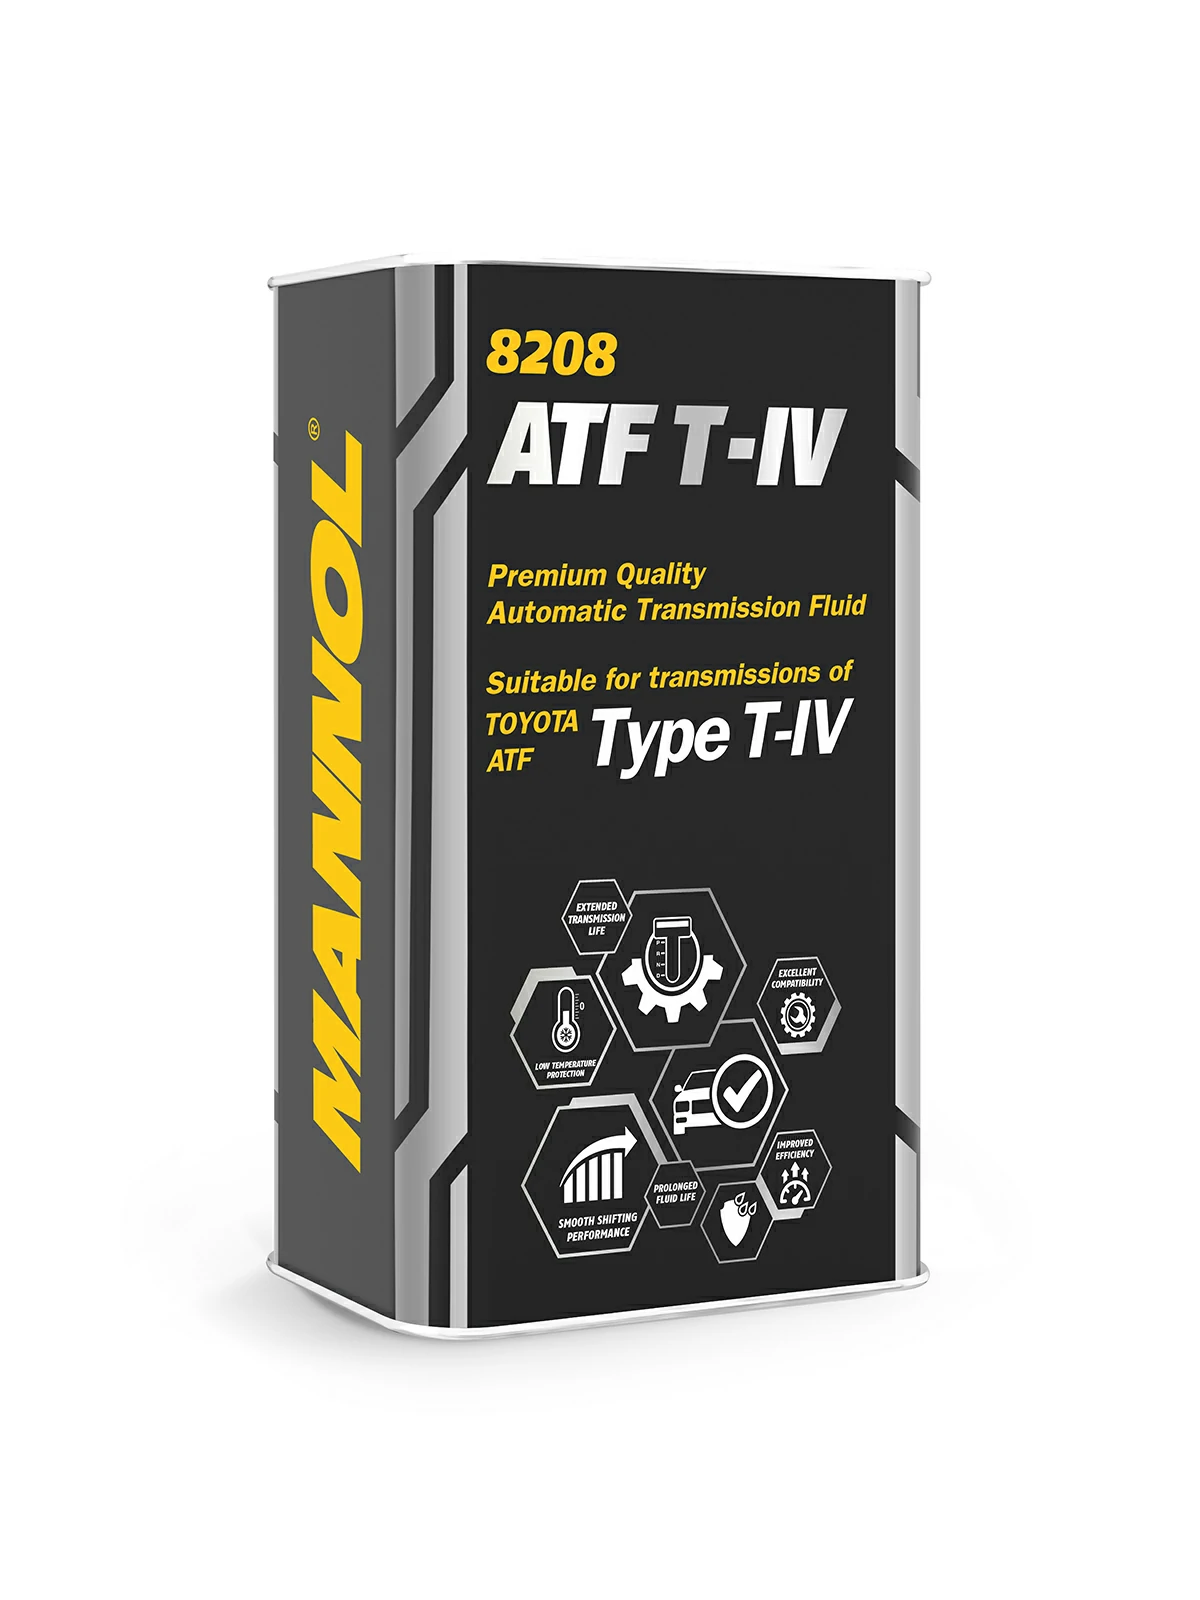 MANNOL®
8208
ATF T-IV
Premium Quality
Automatic Transmission Fluid
Suitable for transmissions of
TOYOTA
ATF
Type T-IV
EXTENDED
TRANSMISSION
LIFE
P
R
N
D
EXCELLENT
COMPATIBILITY
0
LOW TEMPERATURE
PROTECTION
IMPROVED
EFFICIENCY
PROLONGED
FLUID LIFE
SMOOTH SHIFTING
PERFORMANCE